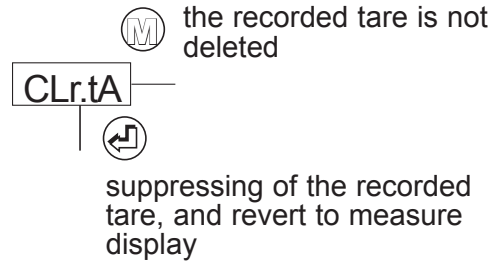 M the recorded tare is not
deleted
CLr.tA
suppressing of the recorded
tare, and revert to measure
display